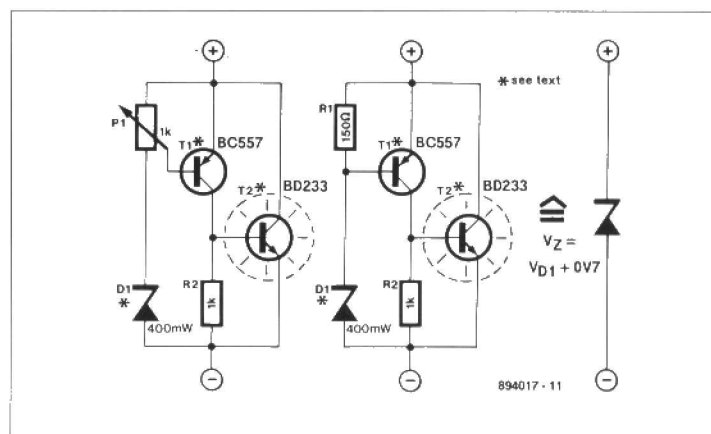 +
+
+
* see text
P1
1k
T1*
BC557
R1
150Ω
T1*
BC557
T2*
BD233
T2*
BD233
≙
VZ =
VD1 + 0V7
D1
*
400mW
R2
1k
D1
*
400mW
R2
1k
−
−
−
894017 - 11